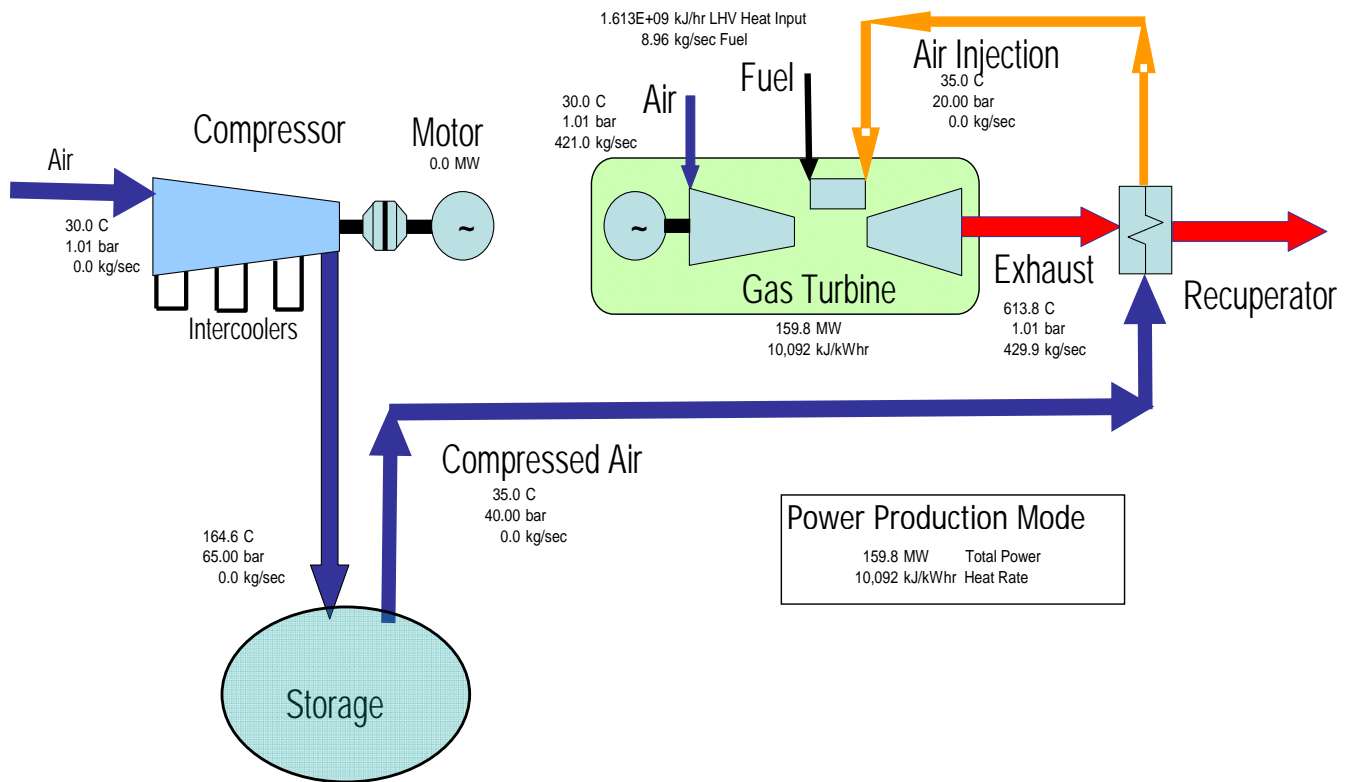 1.613E+09 kJ/hr LHV Heat Input
8.96 kg/sec Fuel
Air Injection
35.0 C
20.00 bar
0.0 kg/sec
Fuel
Air
30.0 C
1.01 bar
421.0 kg/sec
Compressor
Motor
0.0 MW
Air
30.0 C
1.01 bar
0.0 kg/sec
~
~
Intercoolers
Gas Turbine
159.8 MW
10,092 kJ/kWhr
Exhaust
613.8 C
1.01 bar
429.9 kg/sec
Recuperator
Compressed Air
35.0 C
40.00 bar
0.0 kg/sec
164.6 C
65.00 bar
0.0 kg/sec
Power Production Mode
159.8 MW Total Power
10,092 kJ/kWhr Heat Rate
Storage